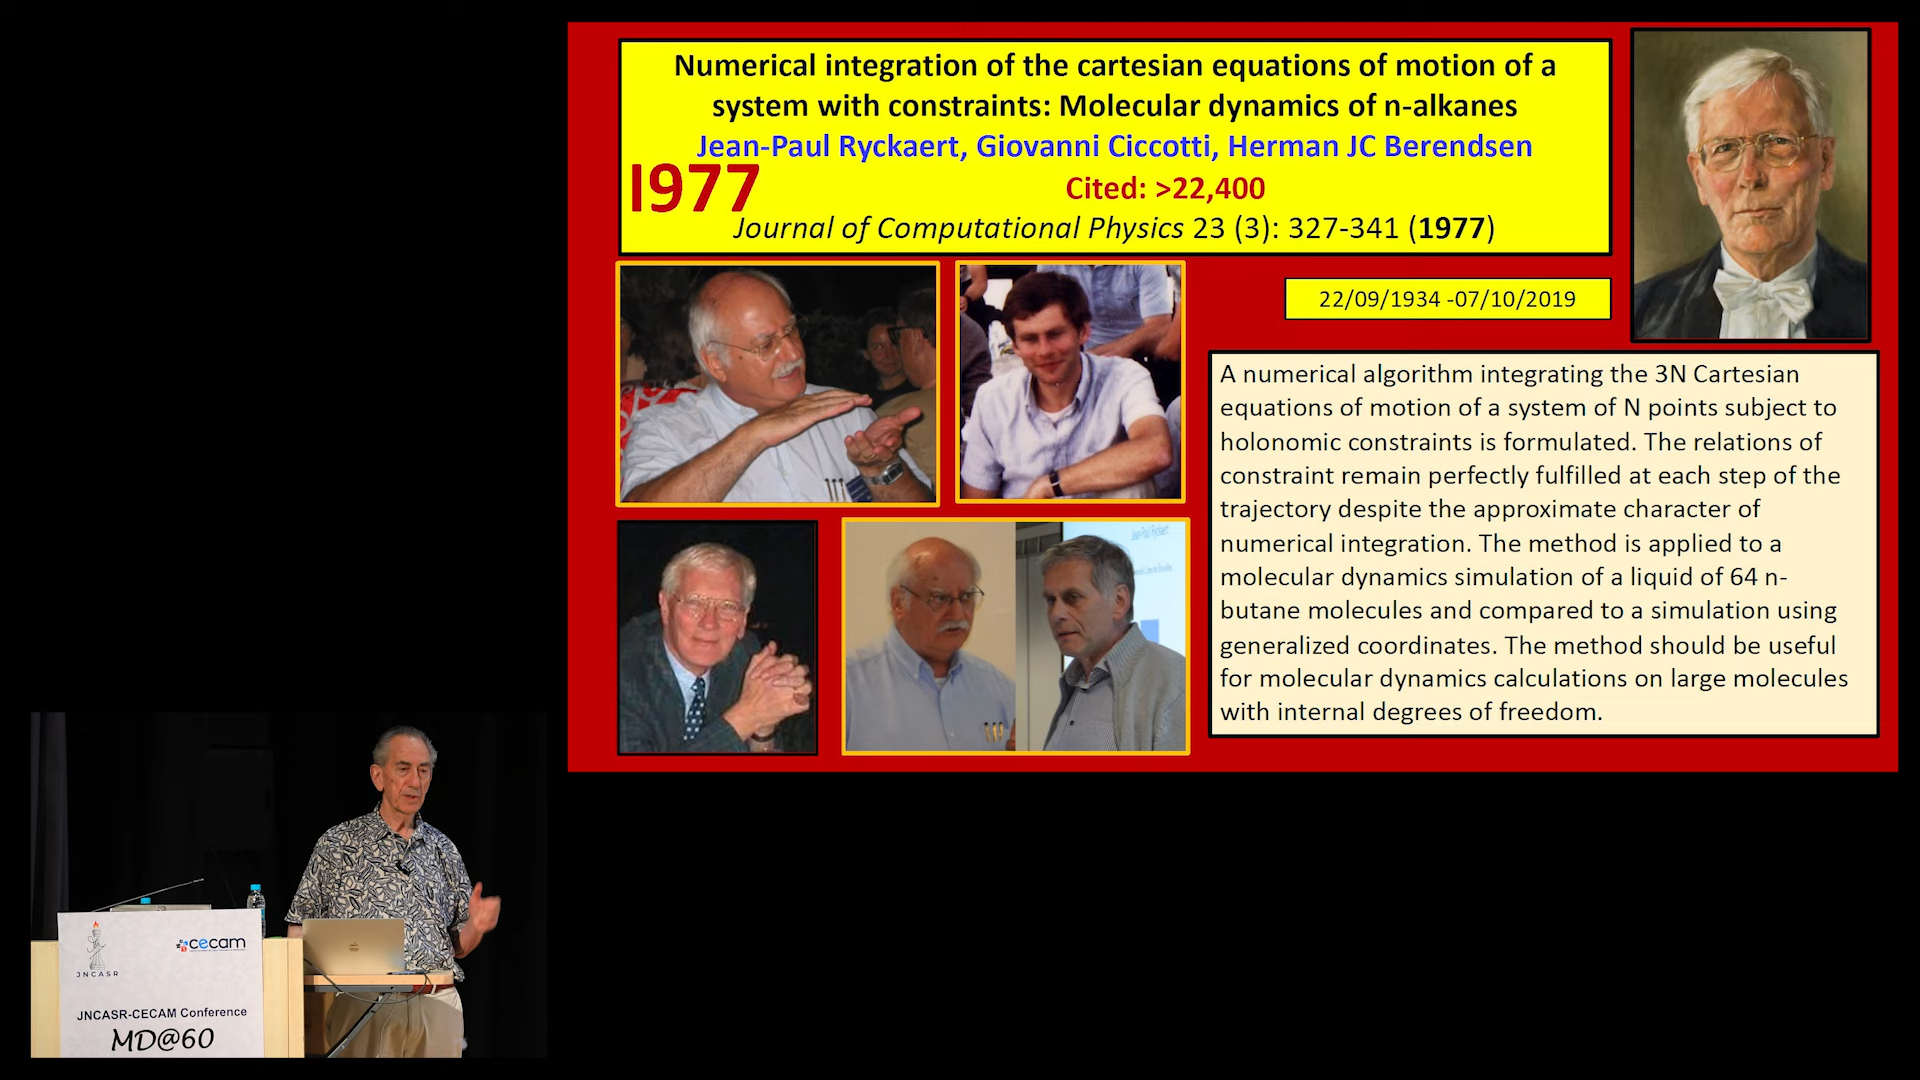 Numerical integration of the cartesian equations of motion of a
system with constraints: Molecular dynamics of n-alkanes
Jean-Paul Ryckaert, Giovanni Ciccotti, Herman JC Berendsen
I977
Cited: >22,400
Journal of Computational Physics 23 (3): 327-341 (1977)
22/09/1934 -07/10/2019
A numerical algorithm integrating the 3N Cartesian
equations of motion of a system of N points subject to
holonomic constraints is formulated. The relations of
constraint remain perfectly fulfilled at each step of the
trajectory despite the approximate character of
numerical integration. The method is applied to a
molecular dynamics simulation of a liquid of 64 n-
butane molecules and compared to a simulation using
generalized coordinates. The method should be useful
for molecular dynamics calculations on large molecules
with internal degrees of freedom.
Jean-Paul Ryckaert
JNCASR
cecam
JNCASR-CECAM Conference
MD@60